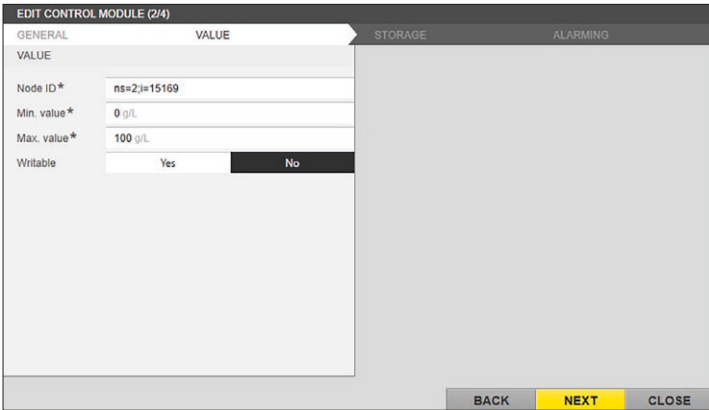 EDIT CONTROL MODULE (2/4)
GENERAL VALUE STORAGE ALARMING
VALUE
Node ID* ns=2;i=15169
Min. value* 0 g/L
Max. value* 100 g/L
Writable Yes No
BACK NEXT CLOSE